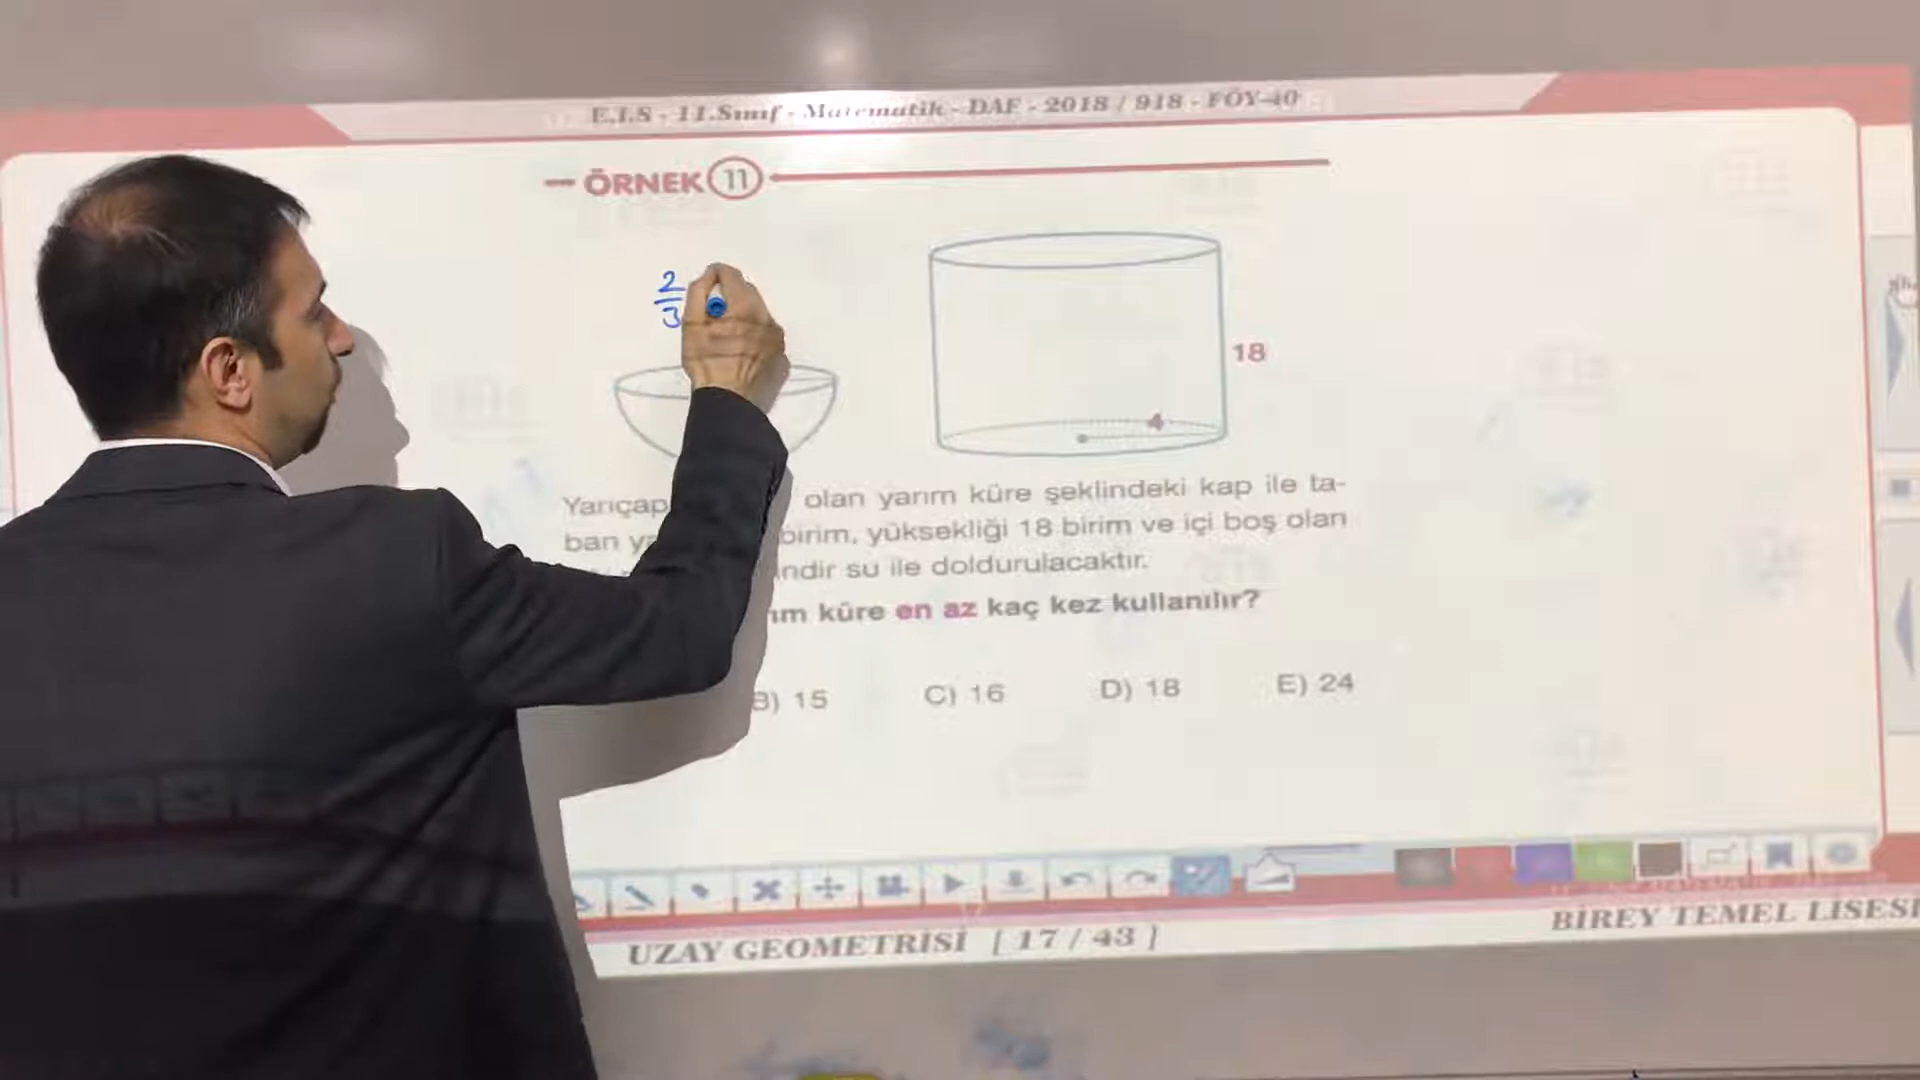 E.I.S - 11.Sınıf - Matematik - DAF - 2018 / 918 - FÖY-40
ÖRNEK 11
2
3
18
4
Yarıçap olan yarım küre şeklindeki kap ile ta-
ban birim, yüksekliği 18 birim ve içi boş olan
su ile doldurulacaktır.
küre en az kaç kez kullanılır?
B) 15 C) 16 D) 18 E) 24
UZAY GEOMETRİSİ [ 17 / 43 ]
BİREY TEMEL LİSESİ